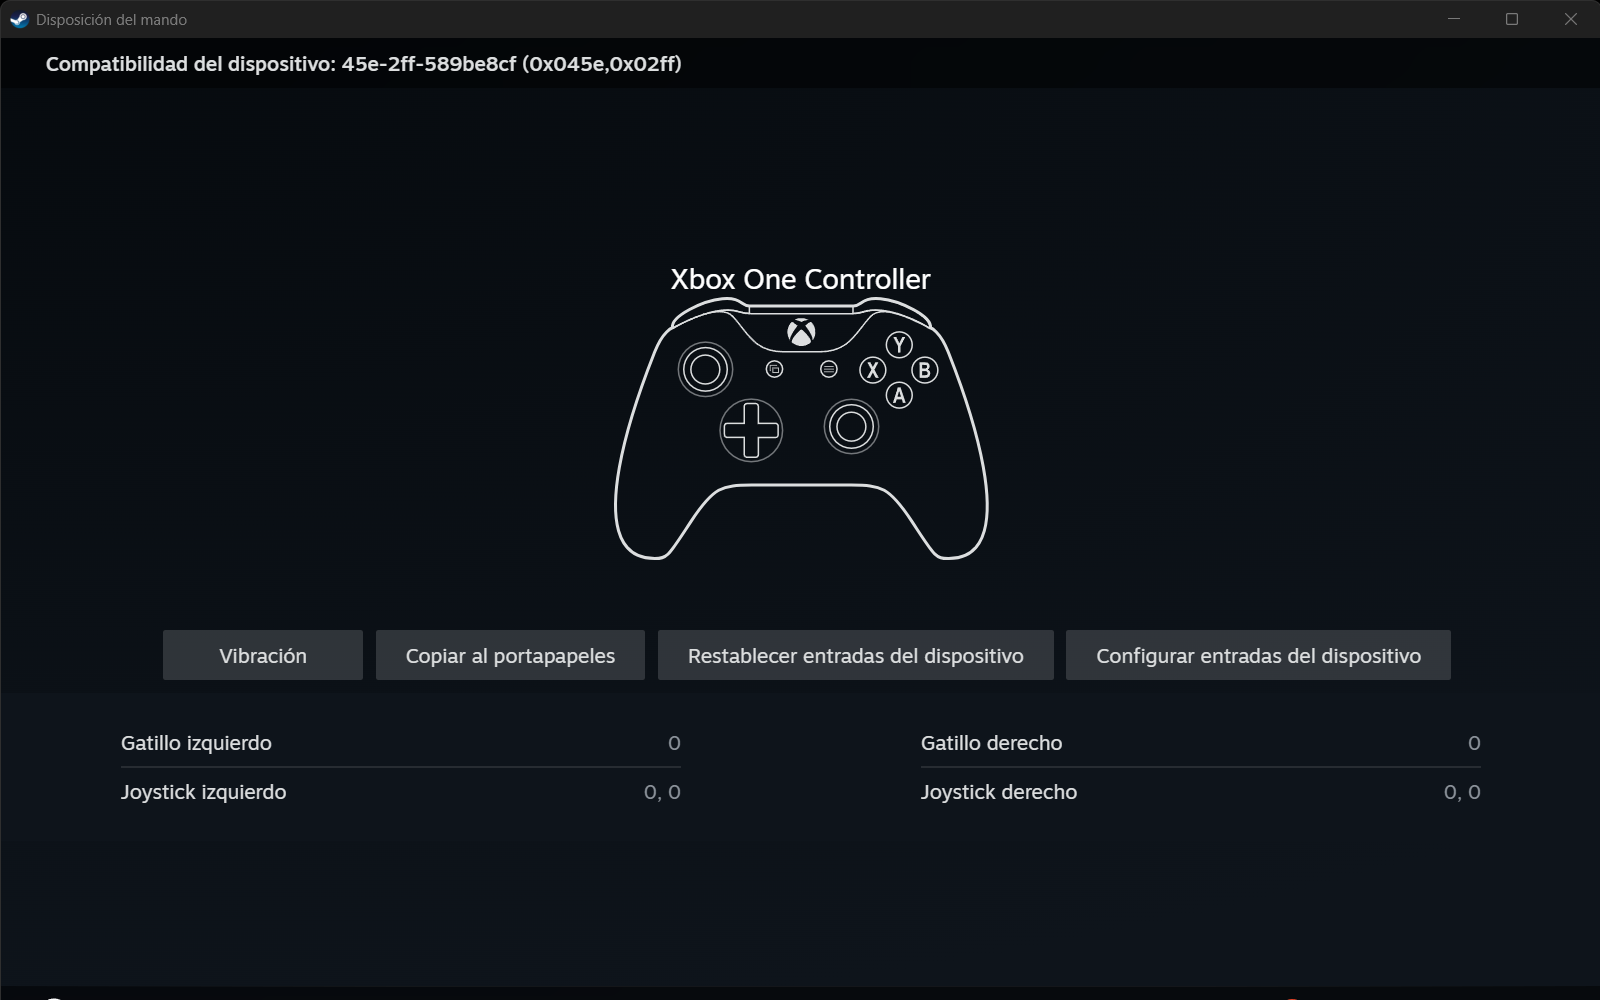 Disposición del mando
Compatibilidad del dispositivo: 45e-2ff-589be8cf (0x045e,0x02ff)
Xbox One Controller
Y
X B
A
Vibración Copiar al portapapeles Restablecer entradas del dispositivo Configurar entradas del dispositivo
Gatillo izquierdo 0 Gatillo derecho 0
Joystick izquierdo 0, 0 Joystick derecho 0, 0